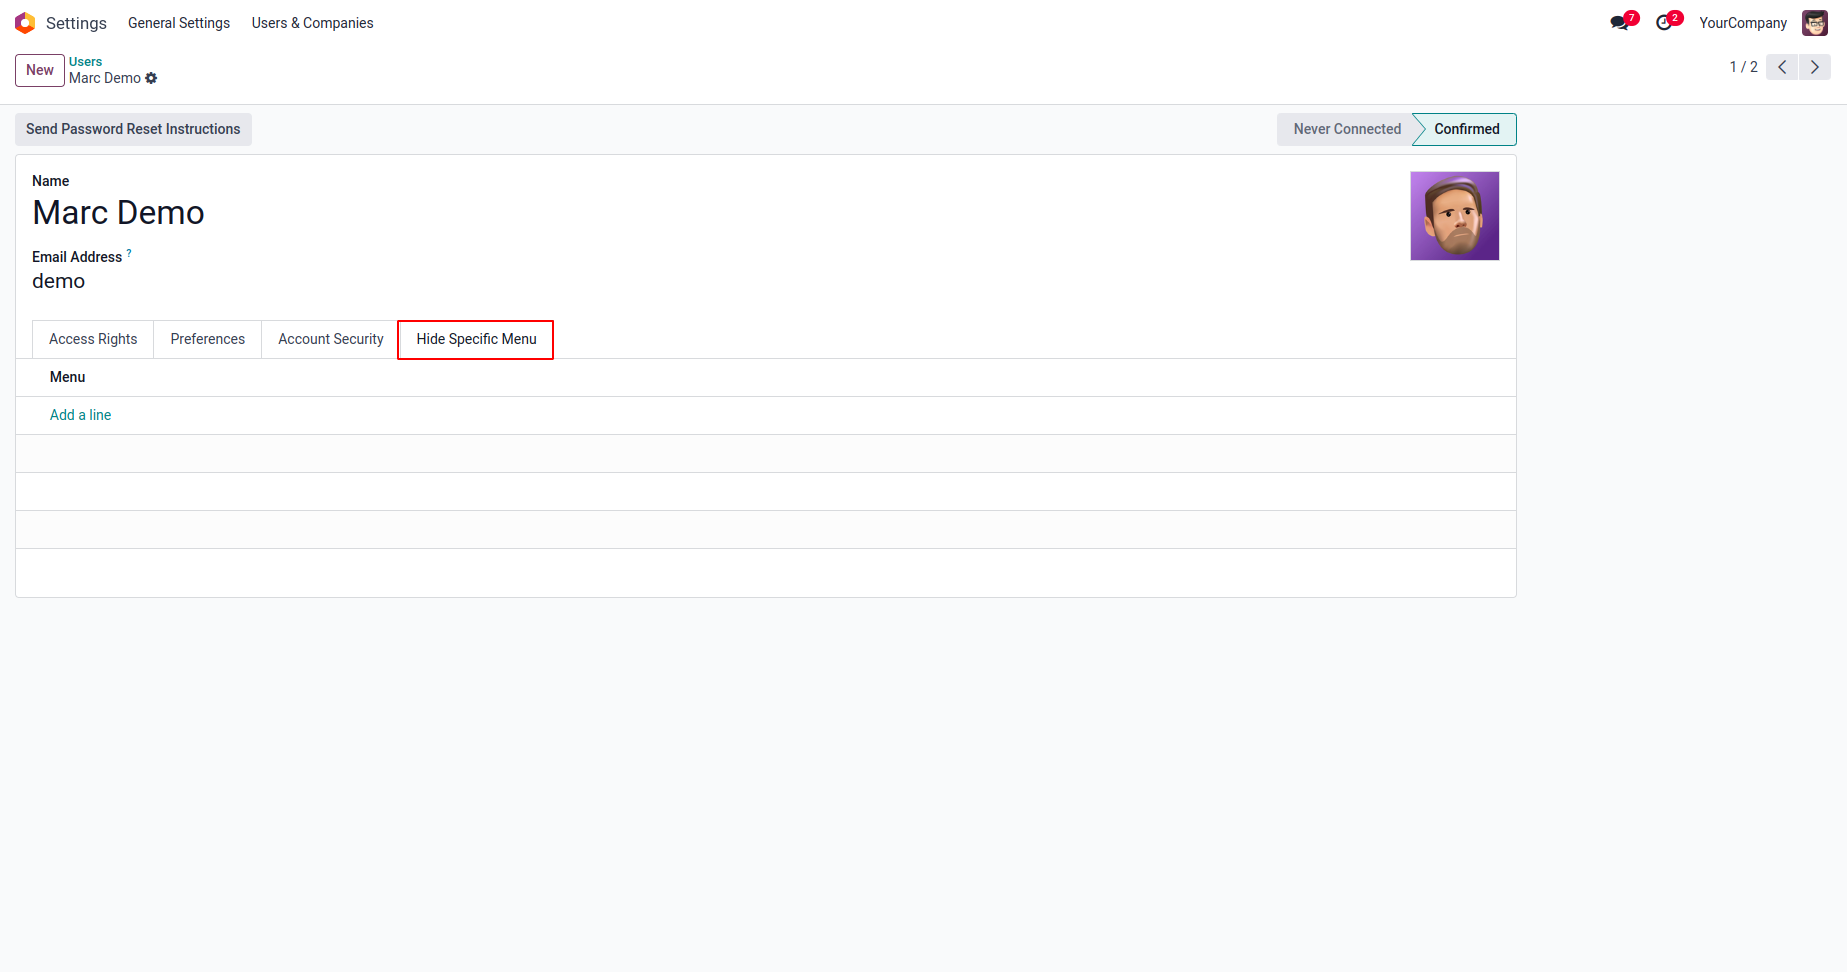 Settings General Settings Users & Companies 7 2 YourCompany
New Users
Marc Demo 1 / 2
Send Password Reset Instructions Never Connected Confirmed
Name
Marc Demo
Email Address ?
demo
Access Rights Preferences Account Security Hide Specific Menu
Menu
Add a line